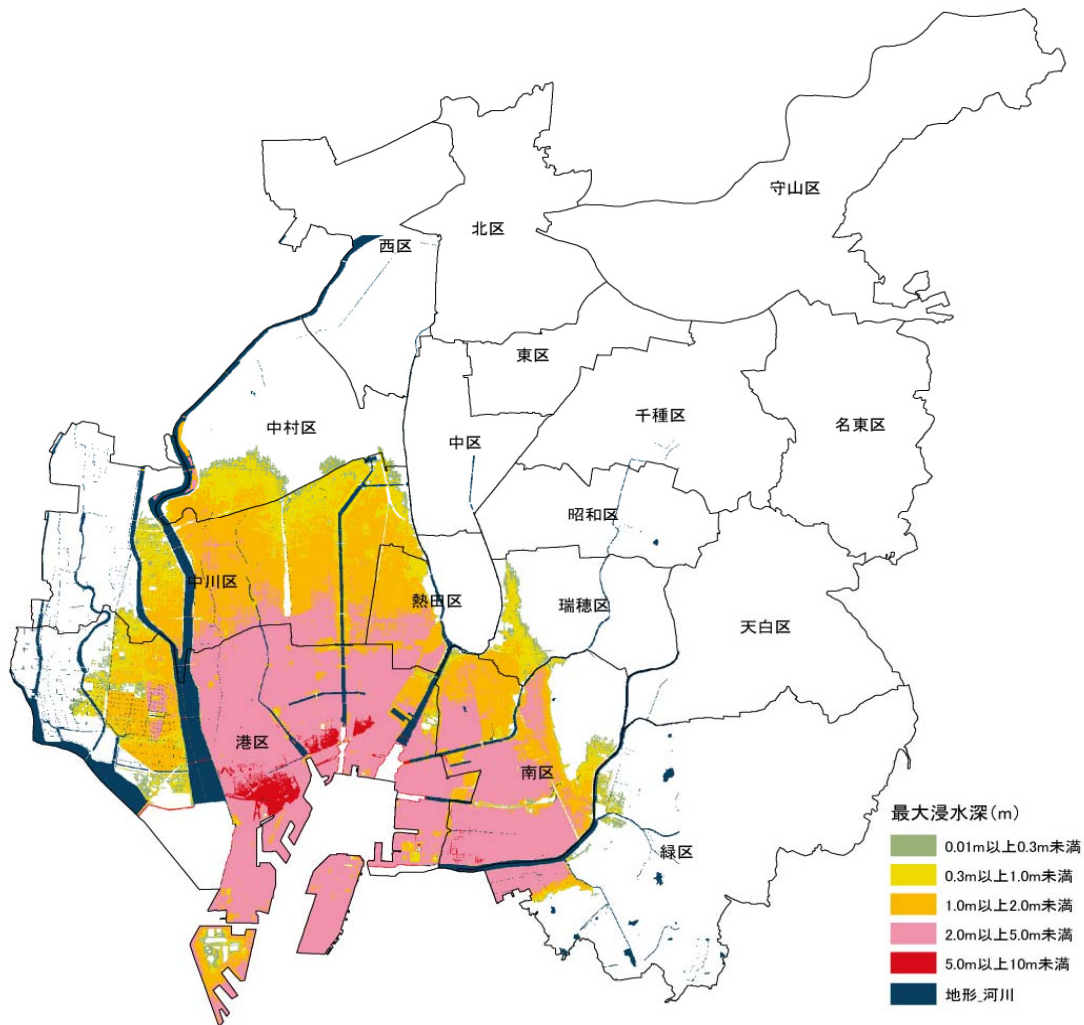 守山区
北区
西区
東区
千種区
名東区
中村区
中区
昭和区
中川区
熱田区
瑞穂区
天白区
港区
南区
緑区
最大浸水深(m)
0.01m以上0.3m未満
0.3m以上1.0m未満
1.0m以上2.0m未満
2.0m以上5.0m未満
5.0m以上10m未満
地形_河川